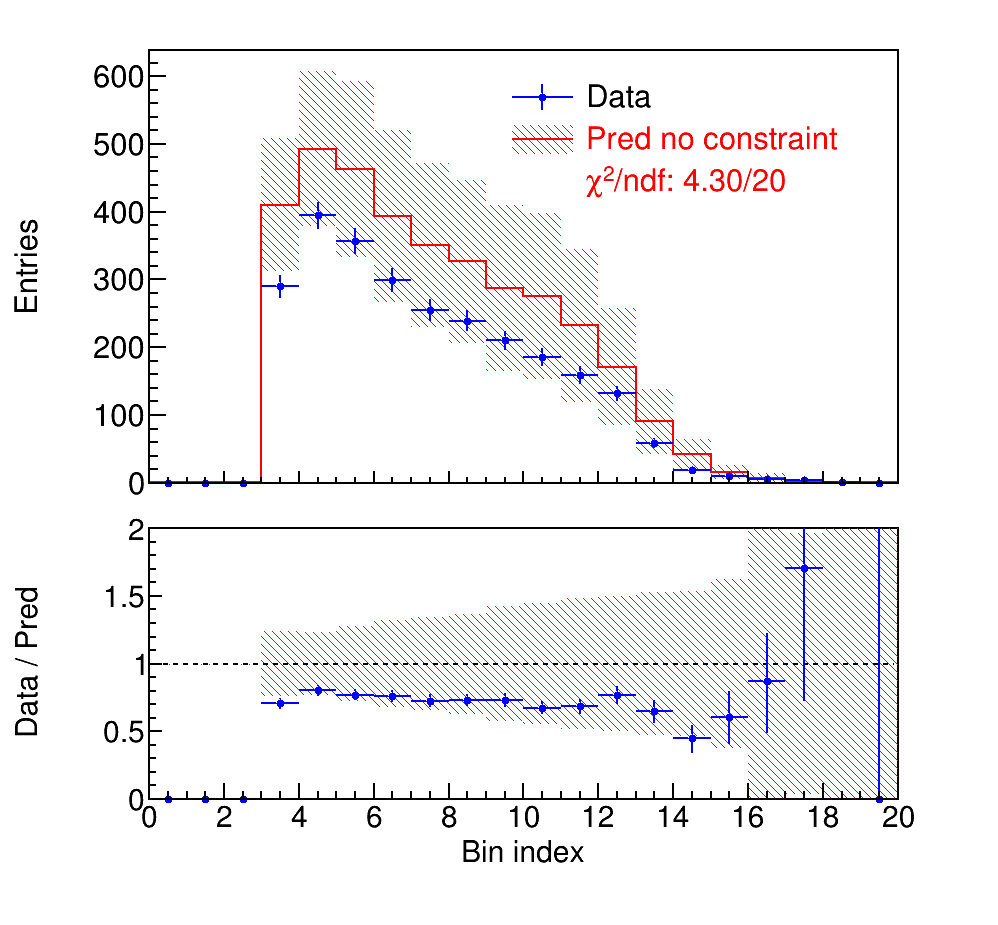 Entries
600
500
400
300
200
100
0
Data
Pred no constraint
χ²/ndf: 4.30/20
Data / Pred
2
1.5
1
0.5
0
0 2 4 6 8 10 12 14 16 18 20
Bin index